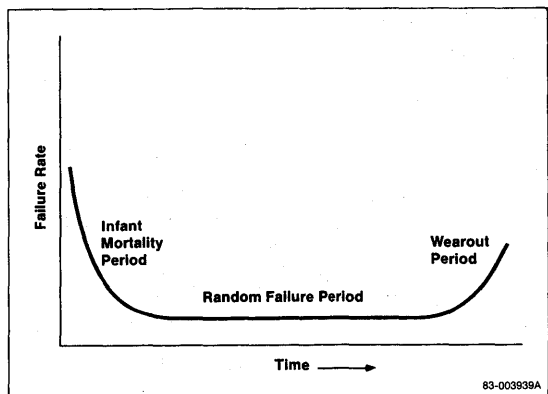 Failure Rate
Infant
Mortality
Period
Wearout
Period
Random Failure Period
Time
83-003939A